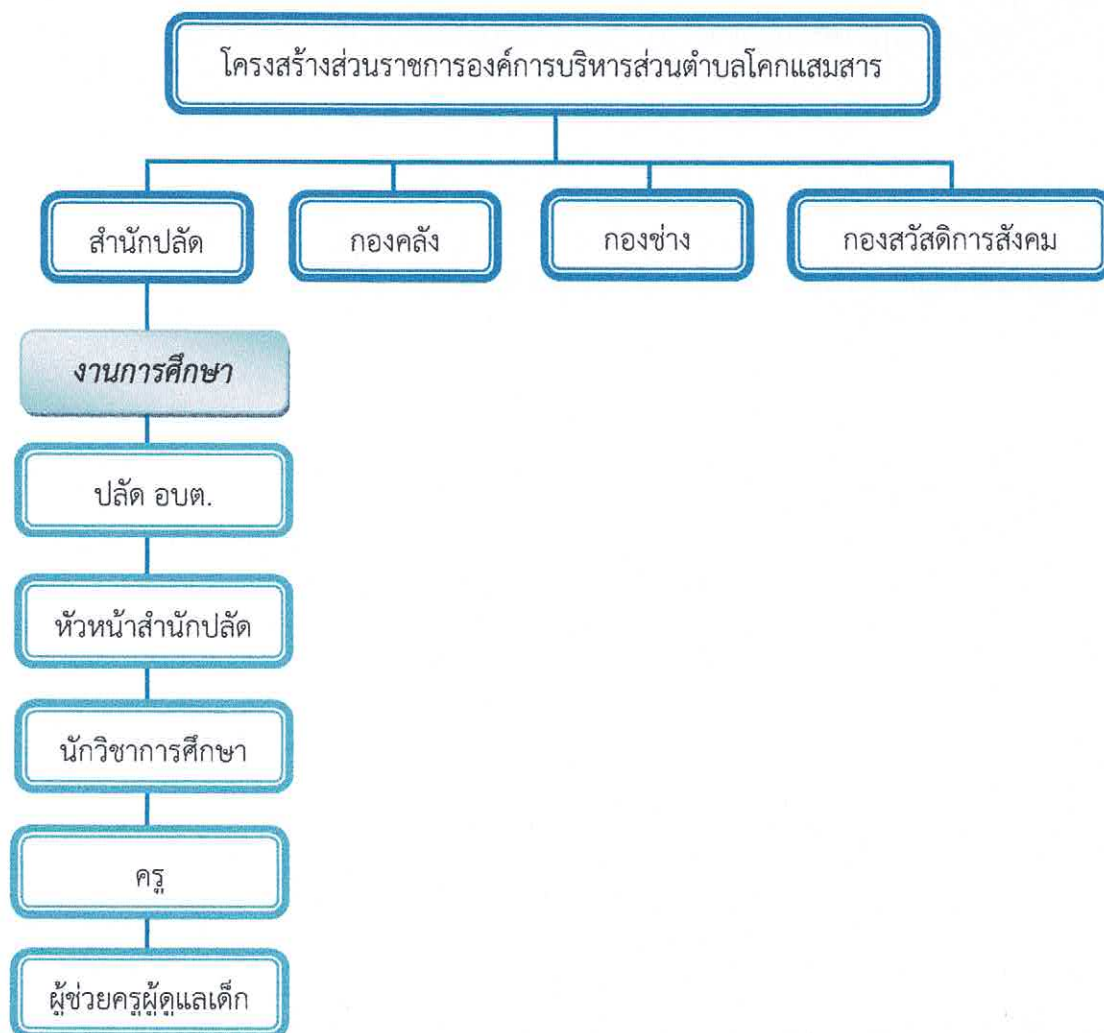 โครงสร้างส่วนราชการองค์การบริหารส่วนตำบลโคกแสมสาร
สำนักปลัด
กองคลัง
กองช่าง
กองสวัสดิการสังคม
งานการศึกษา
ปลัด อบต.
หัวหน้าสำนักปลัด
นักวิชาการศึกษา
ครู
ผู้ช่วยครูผู้ดูแลเด็ก